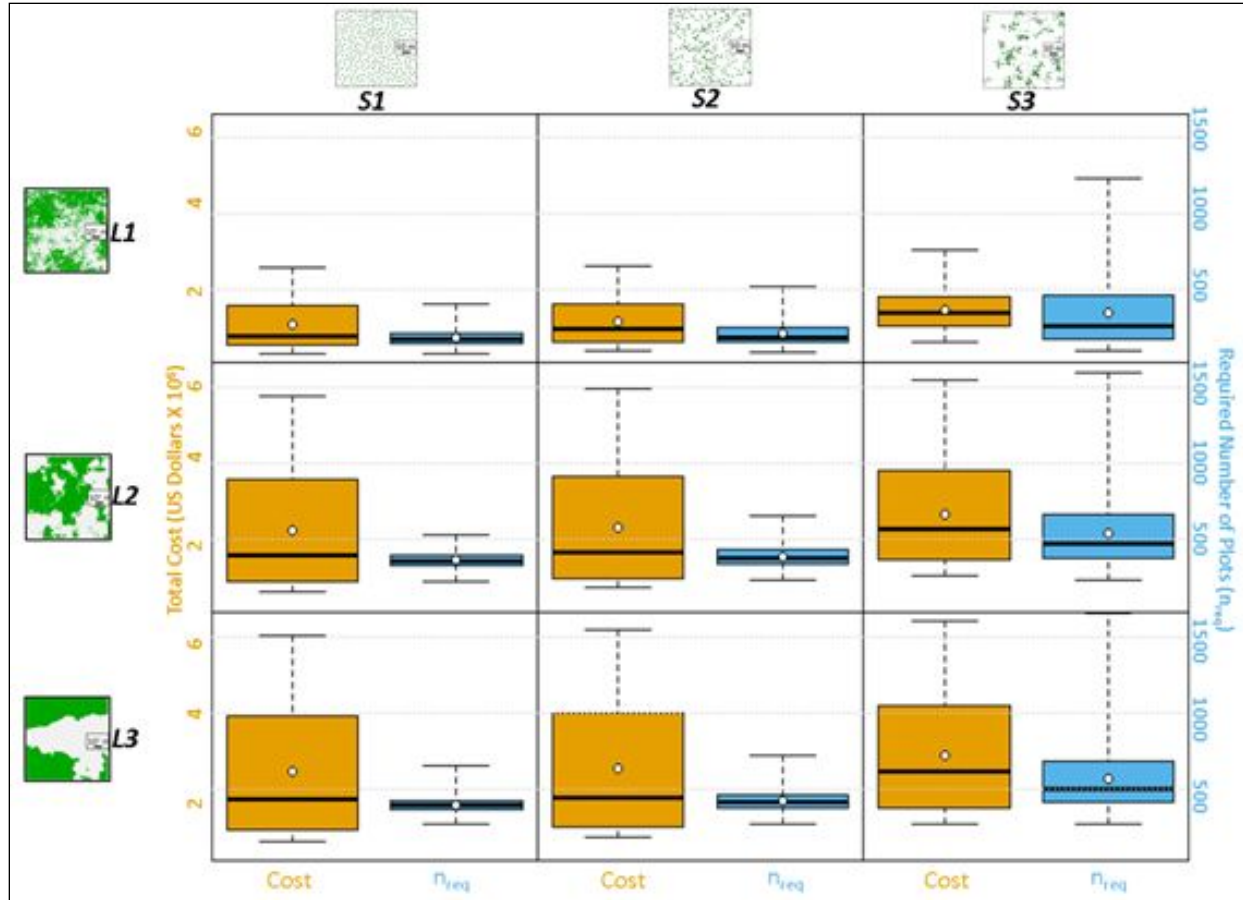 S1 S2 S3
L1
L2
L3
6
4
2
6
4
2
6
4
2
Total Cost (US Dollars X 10⁶)
1500
1000
500
1500
1000
500
1500
1000
500
Required Number of Plots (nreq)
Cost nreq Cost nreq Cost nreq